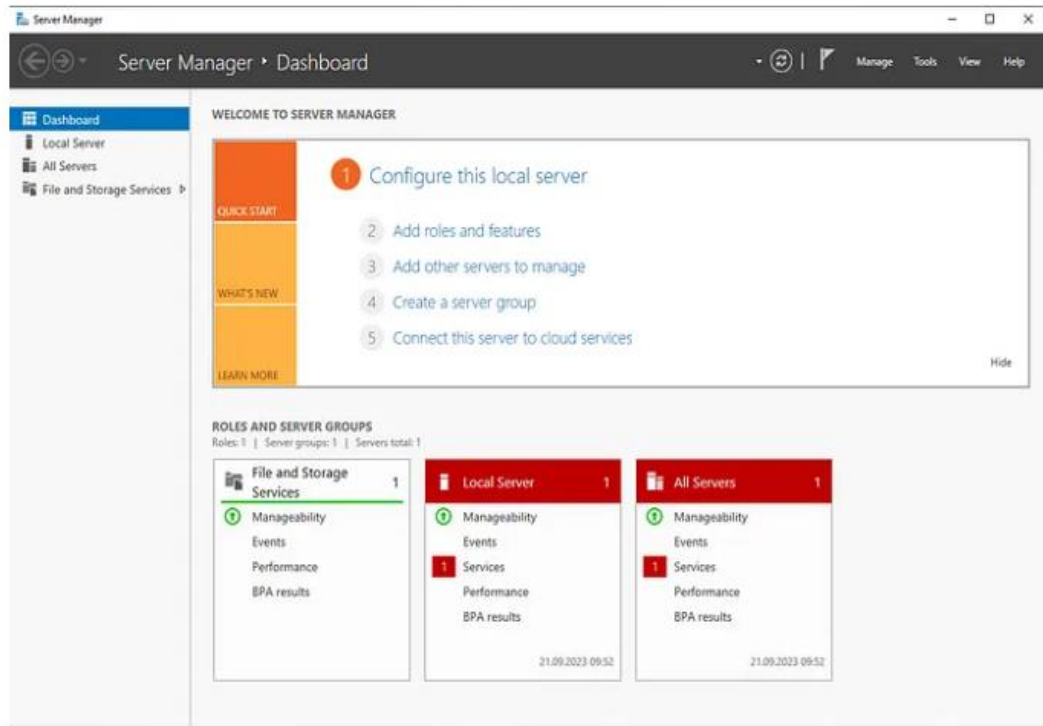 Server Manager
Server Manager • Dashboard
Manage Tools View Help
Dashboard
Local Server
All Servers
File and Storage Services
WELCOME TO SERVER MANAGER
QUICK START
WHAT'S NEW
LEARN MORE
1 Configure this local server
2 Add roles and features
3 Add other servers to manage
4 Create a server group
5 Connect this server to cloud services
Hide
ROLES AND SERVER GROUPS
Roles: 1 | Server groups: 1 | Servers total: 1
File and Storage
Services
1
Manageability
Events
Performance
BPA results
Local Server 1
Manageability
Events
1 Services
Performance
BPA results
21.09.2023 09:52
All Servers 1
Manageability
Events
1 Services
Performance
BPA results
21.09.2023 09:52